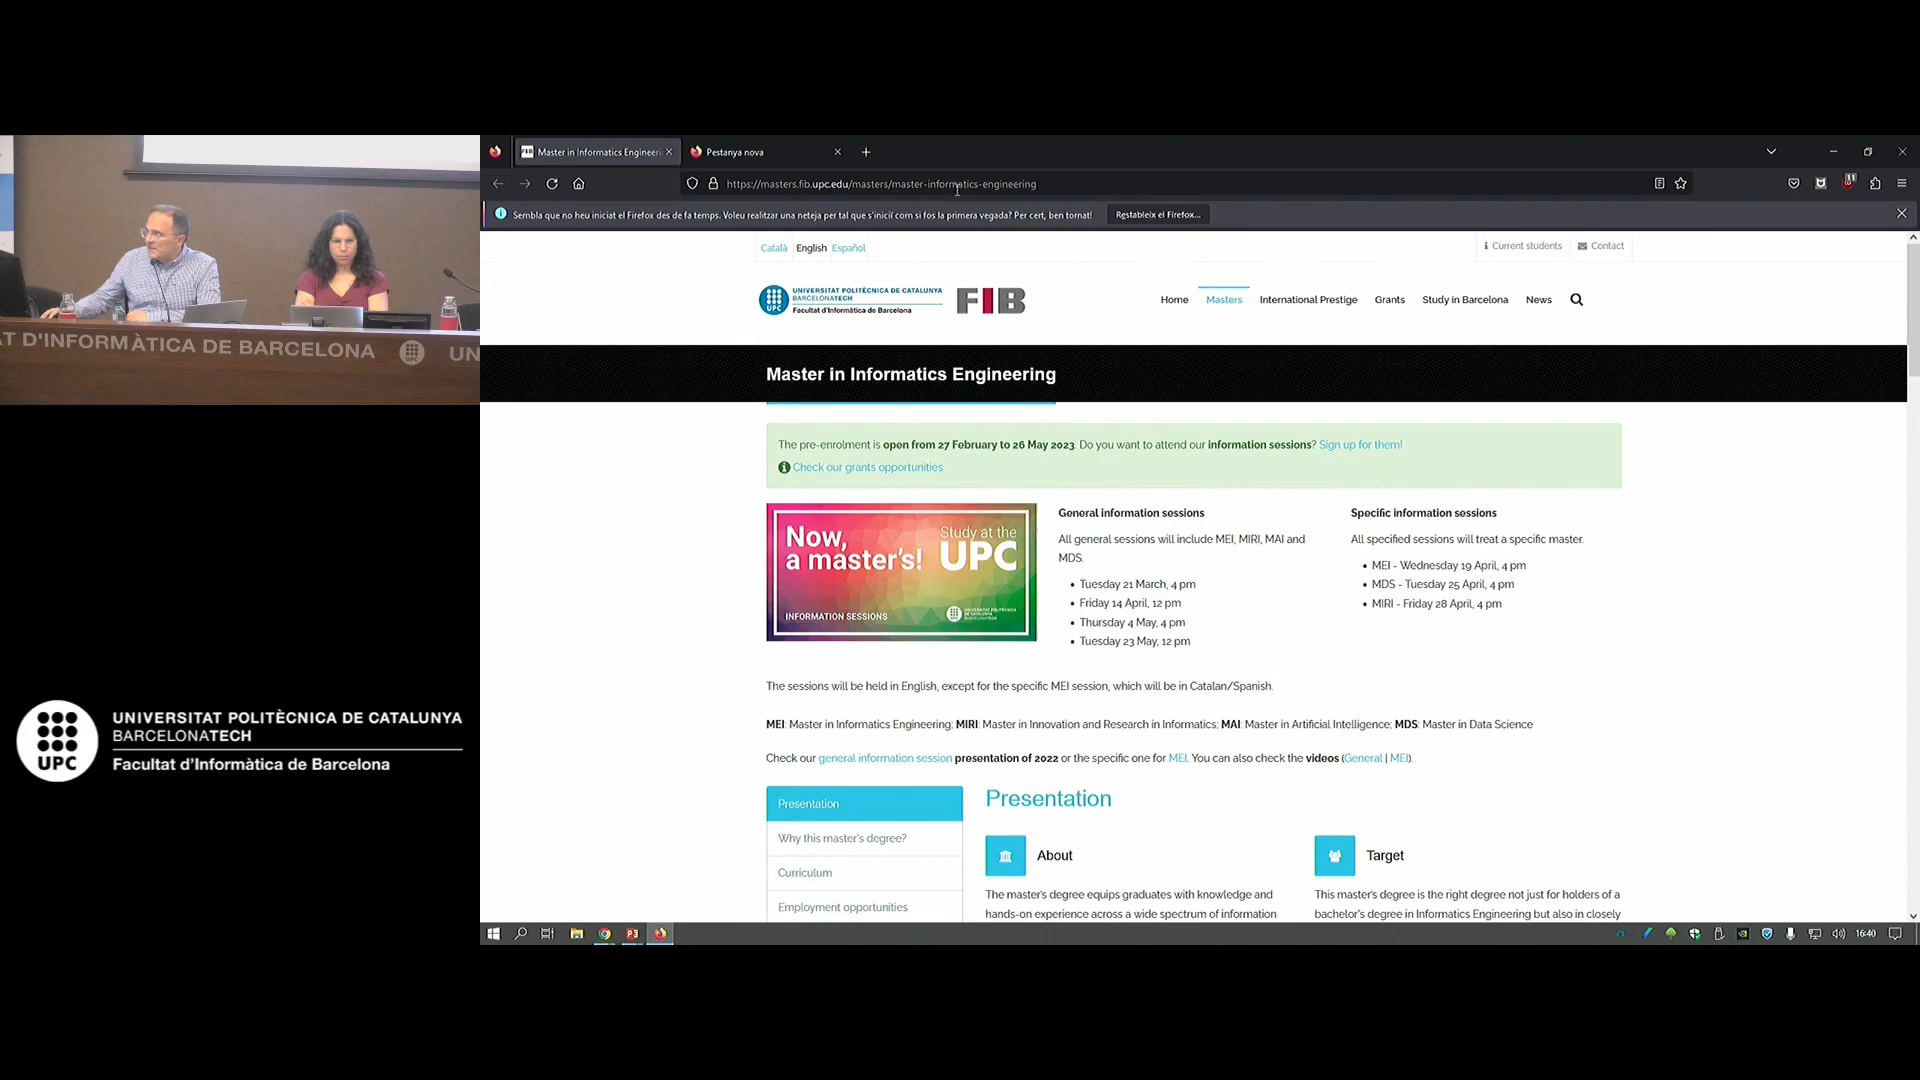 Master in Informatics Engineeri
Pestanya nova
https://masters.fib.upc.edu/masters/master-informatics-engineering
11
Sembla que no heu iniciat el Firefox des de fa temps. Voleu realitzar una neteja per tal que s'iniciï com si fos la primera vegada? Per cert, ben tornat!
Restableix el Firefox...
Català English Español
Current students
Contact
UPC
UNIVERSITAT POLITÈCNICA DE CATALUNYA
BARCELONATECH
Facultat d'Informàtica de Barcelona
FIB
Home
Masters
International Prestige
Grants
Study in Barcelona
News
Master in Informatics Engineering
The pre-enrolment is open from 27 February to 26 May 2023. Do you want to attend our information sessions? Sign up for them!
Check our grants opportunities
Now,
a master's!
Study at the
UPC
INFORMATION SESSIONS
General information sessions
All general sessions will include MEI, MIRI, MAI and
MDS.
Tuesday 21 March, 4 pm
Friday 14 April, 12 pm
Thursday 4 May, 4 pm
Tuesday 23 May, 12 pm
Specific information sessions
All specified sessions will treat a specific master.
MEI - Wednesday 19 April, 4 pm
MDS - Tuesday 25 April, 4 pm
MIRI - Friday 28 April, 4 pm
The sessions will be held in English, except for the specific MEI session, which will be in Catalan/Spanish.
MEI: Master in Informatics Engineering; MIRI: Master in Innovation and Research in Informatics; MAI: Master in Artificial Intelligence; MDS: Master in Data Science
Check our general information session presentation of 2022 or the specific one for MEI. You can also check the videos (General | MEI).
Presentation
Why this master's degree?
Curriculum
Employment opportunities
Presentation
About
The master's degree equips graduates with knowledge and
hands-on experience across a wide spectrum of information
Target
This master's degree is the right degree not just for holders of a
bachelor's degree in Informatics Engineering but also in closely
16:40
AT D'INFORMÀTICA DE BARCELONA
UN
UPC
UNIVERSITAT POLITÈCNICA DE CATALUNYA
BARCELONATECH
Facultat d'Informàtica de Barcelona